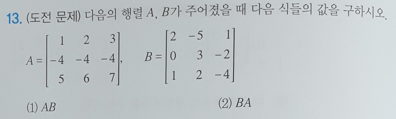 13. (도전 문제) 다음의 행렬 A, B가 주어졌을 때 다음 식들의 값을 구하시오.
A = [ 1 2 3 ], B = [ 2 -5 1 ]
[ -4 -4 -4 ] [ 0 3 -2 ]
[ 5 6 7 ] [ 1 2 -4 ]
(1) AB (2) BA